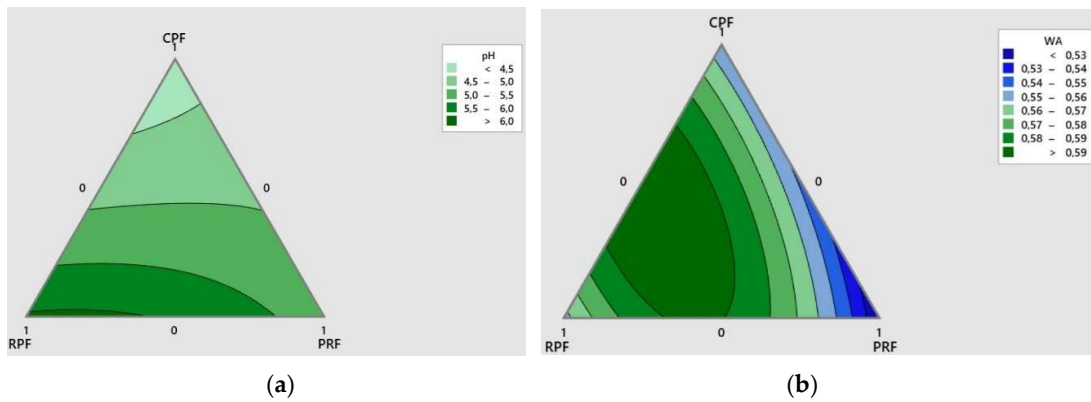 CPF
1
pH
< 4,5
4,5 – 5,0
5,0 – 5,5
5,5 – 6,0
> 6,0
0
0
1
0
1
RPF
PRF
(a)
CPF
1
WA
< 0,53
0,53 – 0,54
0,54 – 0,55
0,55 – 0,56
0,56 – 0,57
0,57 – 0,58
0,58 – 0,59
> 0,59
0
0
1
0
1
RPF
PRF
(b)